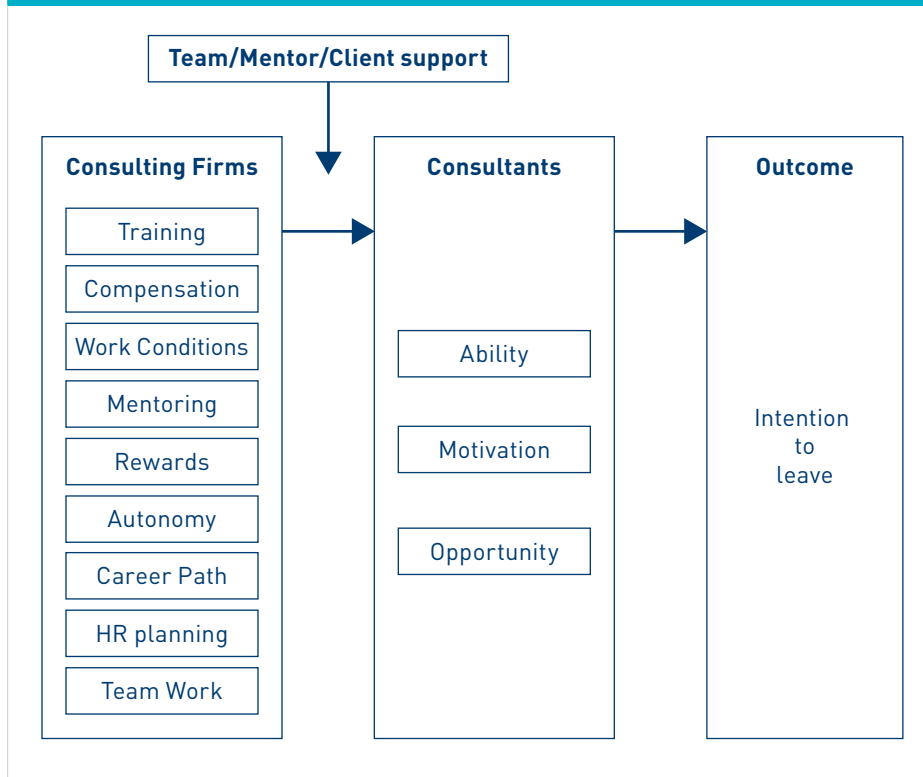 Team/Mentor/Client support
Consulting Firms
Training
Compensation
Work Conditions
Mentoring
Rewards
Autonomy
Career Path
HR planning
Team Work
Consultants
Ability
Motivation
Opportunity
Outcome
Intention
to
leave